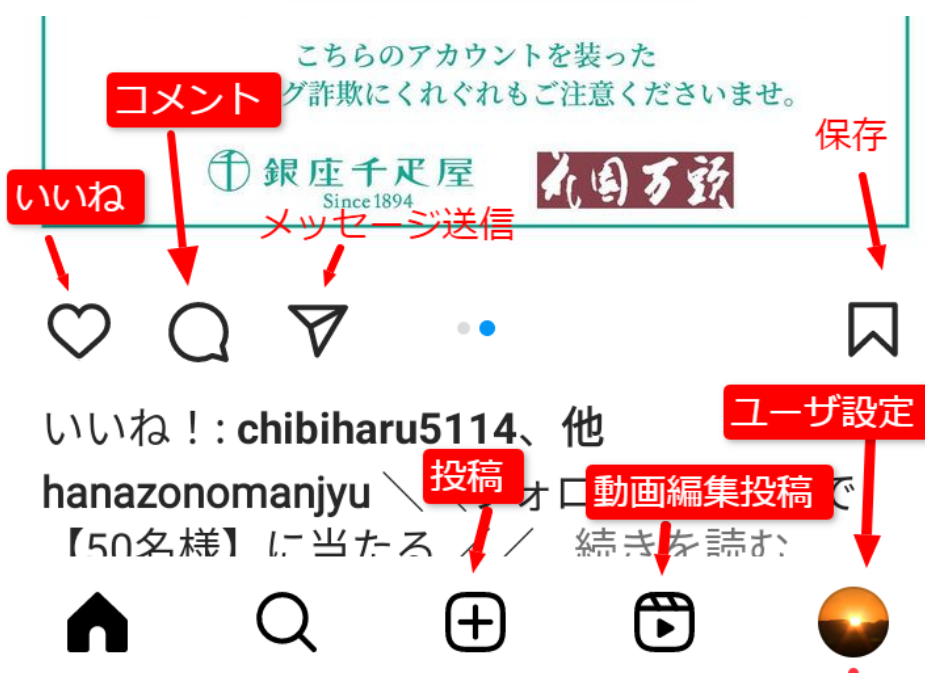 こちらのアカウントを装った
コメント
グ詐欺にくれぐれもご注意くださいませ。
保存
いいね
銀座千疋屋
Since1894
花園万頭
メッセージ送信
いいね！: chibiharu5114、他
ユーザ設定
投稿
hanazonomanjyu ＼
動画編集投稿
で
【50名様】に当たる
続きを読む